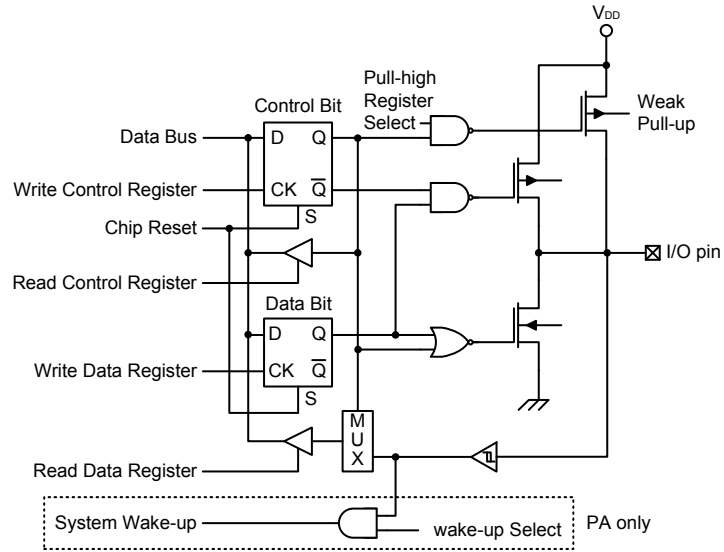 VDD
Pull-high
Register
Select
Weak
Pull-up
Control Bit
Data Bus
D
Q
Write Control Register
CK
Q
S
Chip Reset
I/O pin
Read Control Register
Data Bit
D
Q
Write Data Register
CK
Q
S
M
U
X
Read Data Register
System Wake-up
wake-up Select
PA only